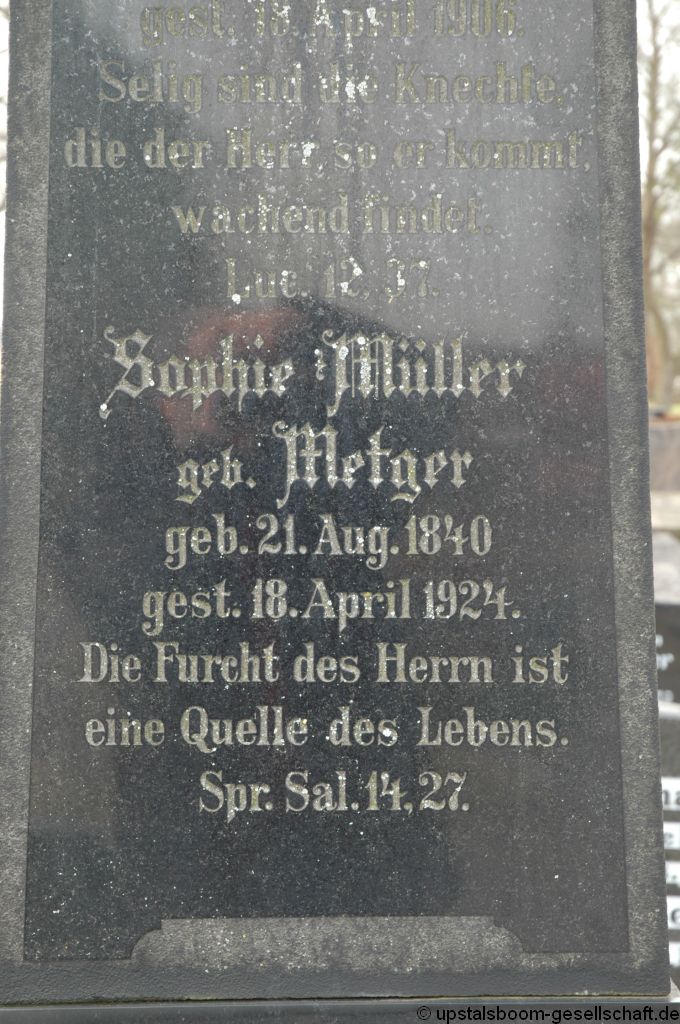 gest. 18. April 1906.
Selig sind die Knechte,
die der Herr, so er kommt,
wachend findet.
Luc. 12, 37.
Sophie Müller
geb. Metger
geb. 21. Aug. 1840
gest. 18. April 1924.
Die Furcht des Herrn ist
eine Quelle des Lebens.
Spr. Sal. 14, 27.
© upstalsboom-gesellschaft.de